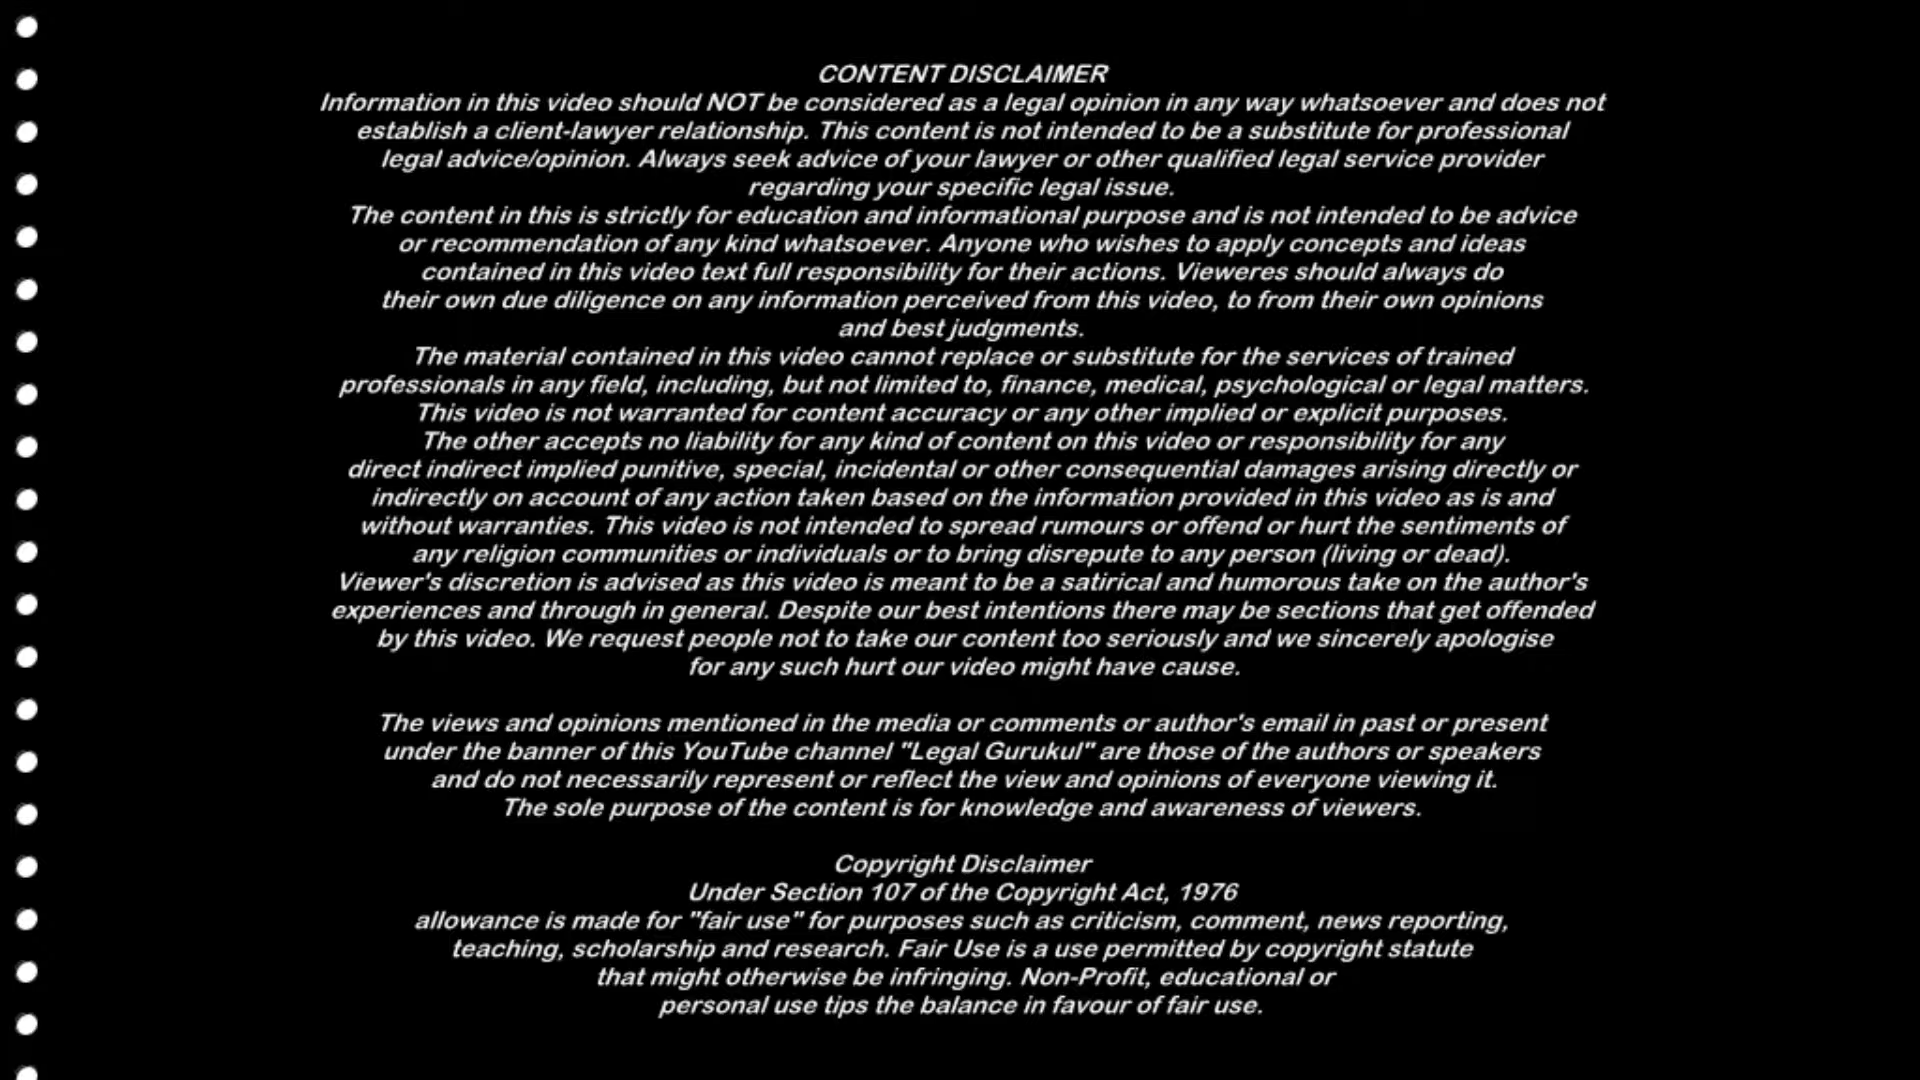 CONTENT DISCLAIMER
Information in this video should NOT be considered as a legal opinion in any way whatsoever and does not
establish a client-lawyer relationship. This content is not intended to be a substitute for professional
legal advice/opinion. Always seek advice of your lawyer or other qualified legal service provider
regarding your specific legal issue.
The content in this is strictly for education and informational purpose and is not intended to be advice
or recommendation of any kind whatsoever. Anyone who wishes to apply concepts and ideas
contained in this video text full responsibility for their actions. Vieweres should always do
their own due diligence on any information perceived from this video, to from their own opinions
and best judgments.
The material contained in this video cannot replace or substitute for the services of trained
professionals in any field, including, but not limited to, finance, medical, psychological or legal matters.
This video is not warranted for content accuracy or any other implied or explicit purposes.
The other accepts no liability for any kind of content on this video or responsibility for any
direct indirect implied punitive, special, incidental or other consequential damages arising directly or
indirectly on account of any action taken based on the information provided in this video as is and
without warranties. This video is not intended to spread rumours or offend or hurt the sentiments of
any religion communities or individuals or to bring disrepute to any person (living or dead).
Viewer's discretion is advised as this video is meant to be a satirical and humorous take on the author's
experiences and through in general. Despite our best intentions there may be sections that get offended
by this video. We request people not to take our content too seriously and we sincerely apologise
for any such hurt our video might have cause.
The views and opinions mentioned in the media or comments or author's email in past or present
under the banner of this YouTube channel "Legal Gurukul" are those of the authors or speakers
and do not necessarily represent or reflect the view and opinions of everyone viewing it.
The sole purpose of the content is for knowledge and awareness of viewers.
Copyright Disclaimer
Under Section 107 of the Copyright Act, 1976
allowance is made for "fair use" for purposes such as criticism, comment, news reporting,
teaching, scholarship and research. Fair Use is a use permitted by copyright statute
that might otherwise be infringing. Non-Profit, educational or
personal use tips the balance in favour of fair use.